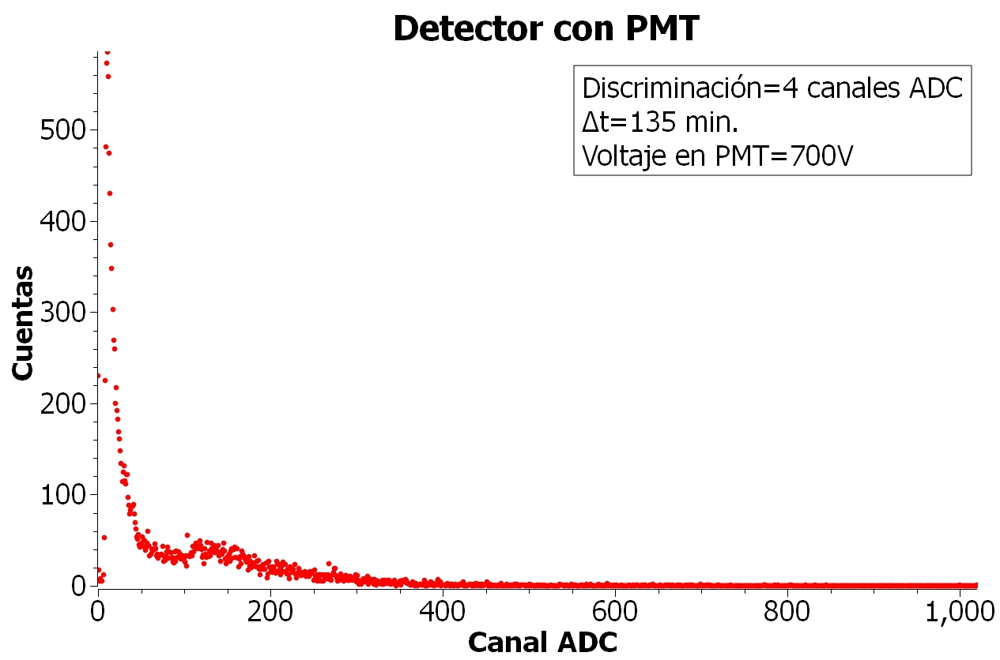 Detector con PMT
Discriminación=4 canales ADC
Δt=135 min.
Voltaje en PMT=700V
Cuentas
500
400
300
200
100
0
0 200 400 600 800 1,000
Canal ADC